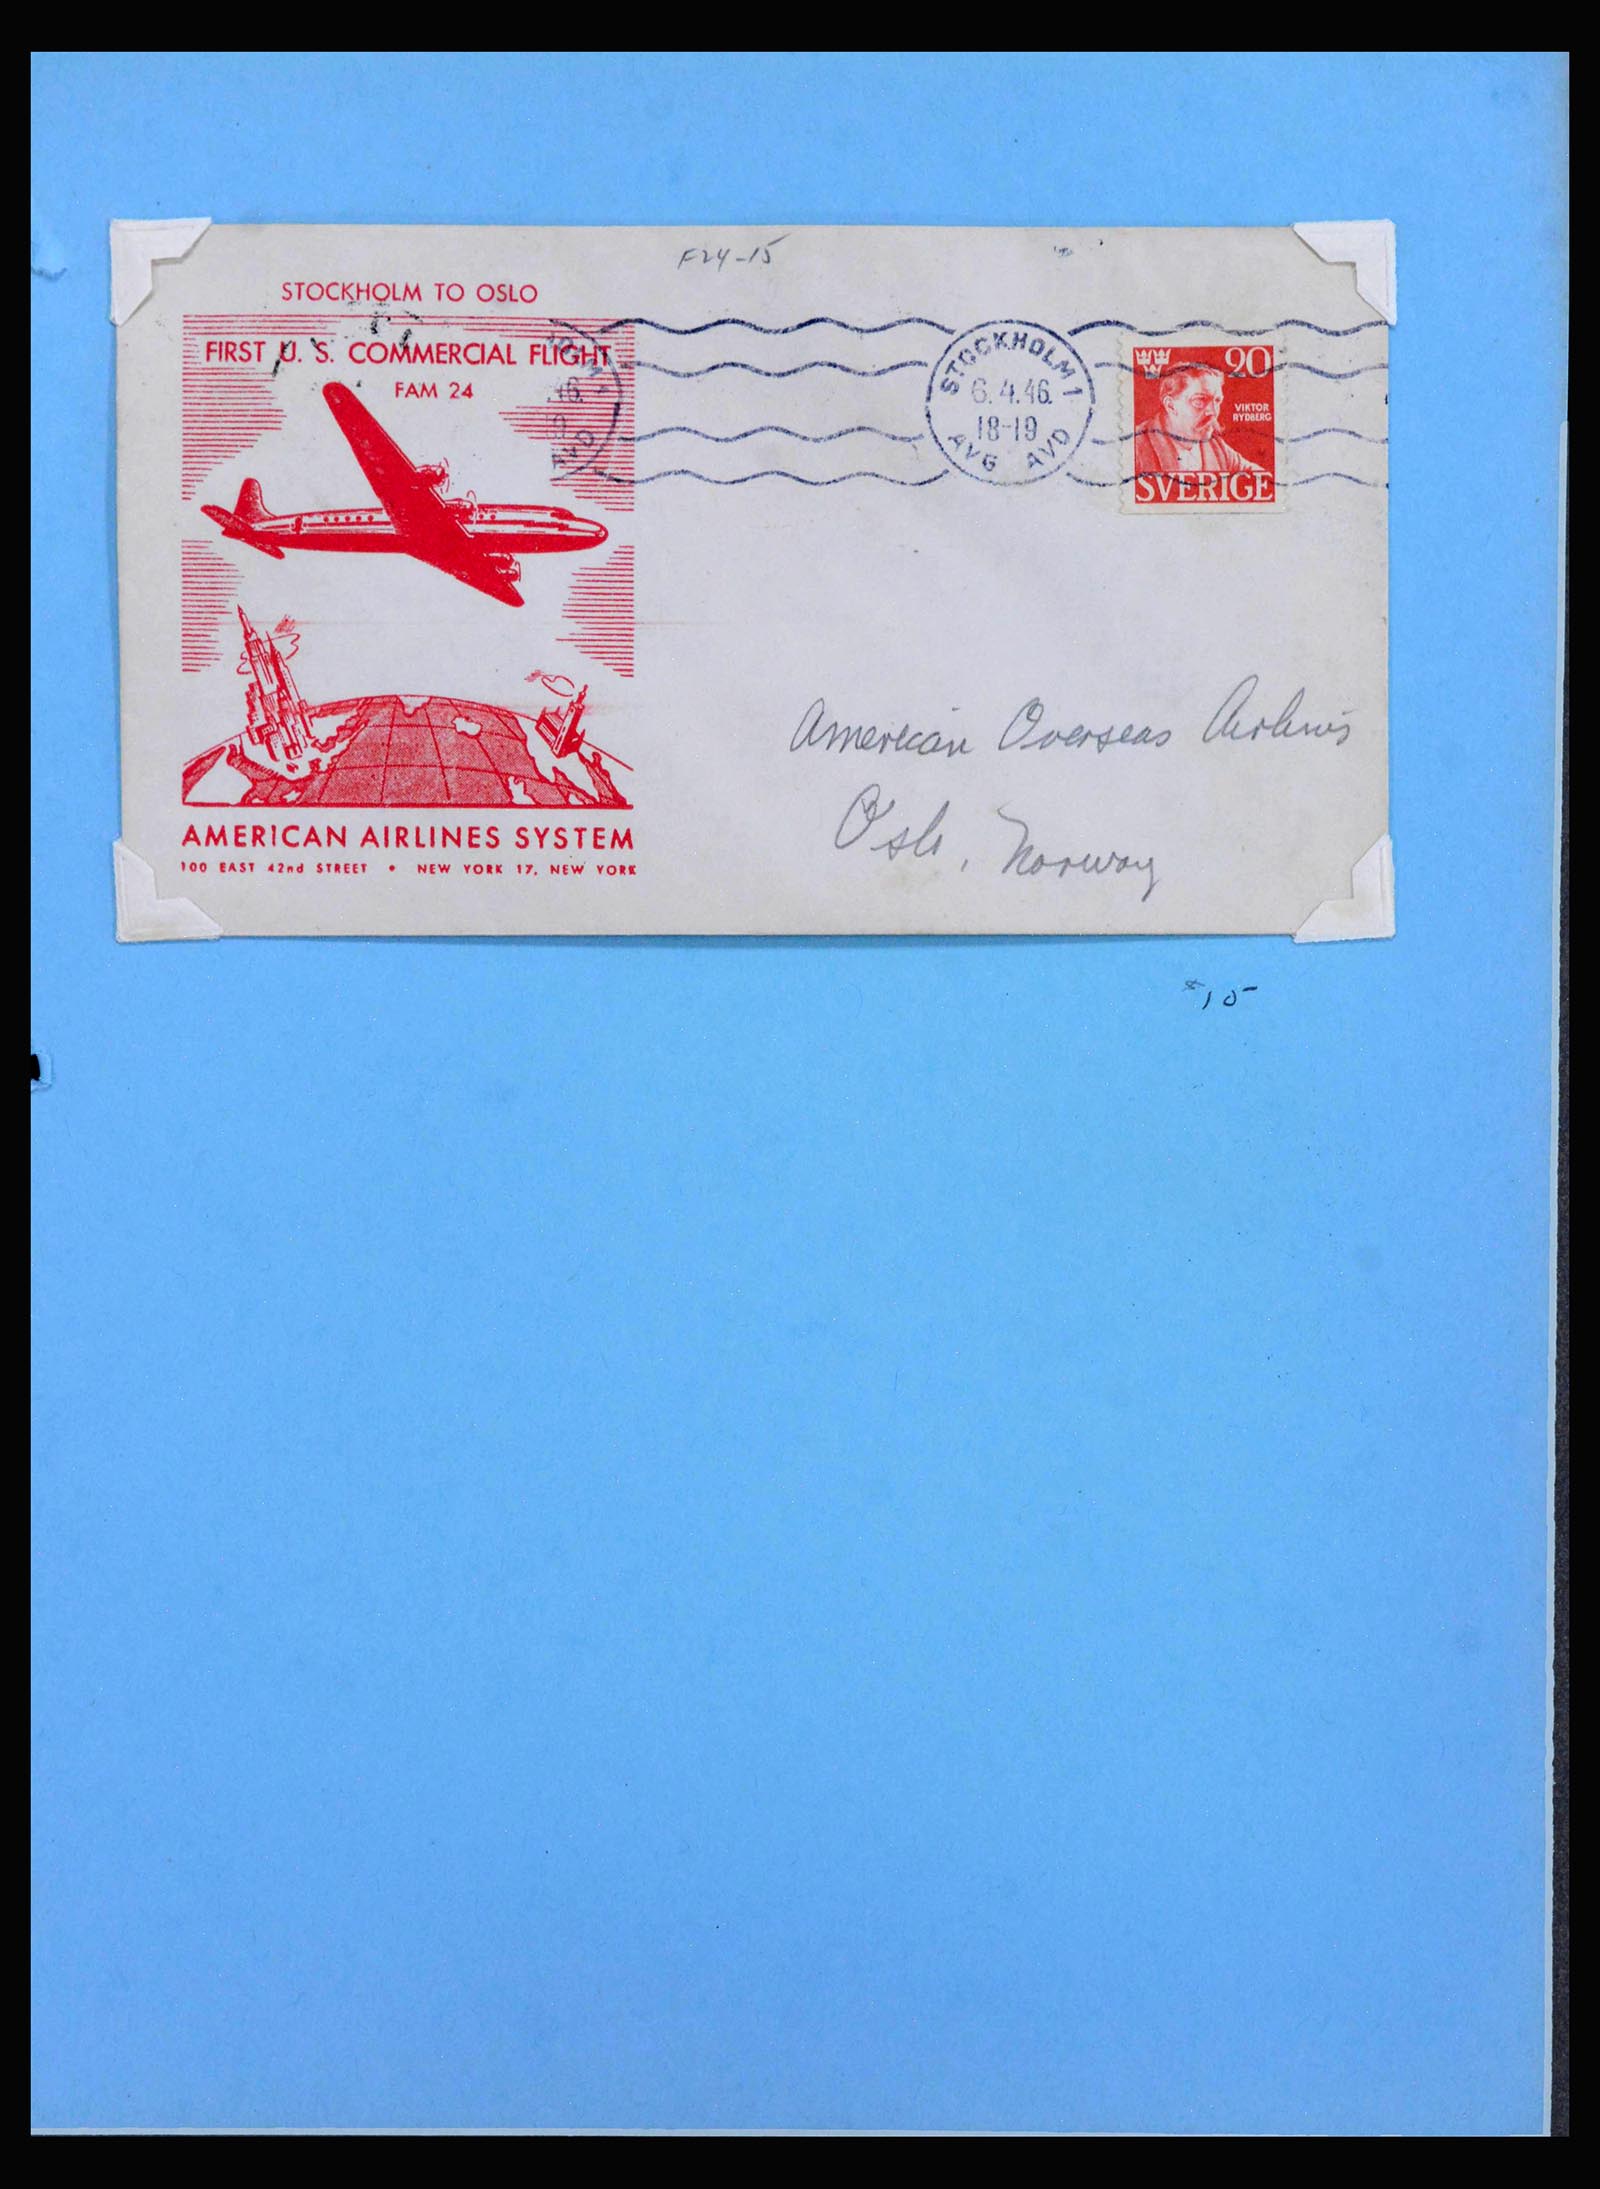 F24-15
STOCKHOLM TO OSLO
FIRST U. S. COMMERCIAL FLIGHT
FAM 24
STOCKHOLM 1
6.4.46.
18-19
AVG AVD
20
VIKTOR
RYDBERG
SVERIGE
American Overseas Airlines
Oslo, Norway
AMERICAN AIRLINES SYSTEM
100 EAST 42nd STREET • NEW YORK 17, NEW YORK